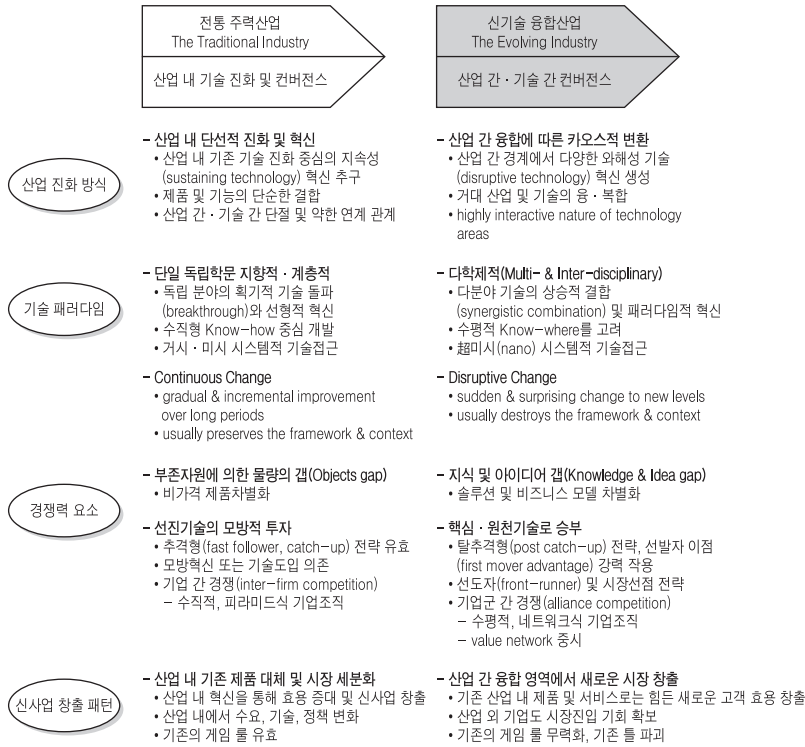 전통 주력산업
The Traditional Industry
산업 내 기술 진화 및 컨버전스
신기술 융합산업
The Evolving Industry
산업 간・기술 간 컨버전스
산업 진화 방식
– 산업 내 단선적 진화 및 혁신
• 산업 내 기존 기술 진화 중심의 지속성
(sustaining technology) 혁신 추구
• 제품 및 기능의 단순한 결합
• 산업 간・기술 간 단절 및 약한 연계 관계
– 산업 간 융합에 따른 카오스적 변환
• 산업 간 경계에서 다양한 와해성 기술
(disruptive technology) 혁신 생성
• 거대 산업 및 기술의 융・복합
• highly interactive nature of technology
areas
기술 패러다임
– 단일 독립학문 지향적・계층적
• 독립 분야의 획기적 기술 돌파
(breakthrough)와 선형적 혁신
• 수직형 Know–how 중심 개발
• 거시・미시 시스템적 기술접근
– Continuous Change
• gradual & incremental improvement
over long periods
• usually preserves the framework & context
– 다학제적(Multi– & Inter–disciplinary)
• 다분야 기술의 상승적 결합
(synergistic combination) 및 패러다임적 혁신
• 수평적 Know–where를 고려
• 超미시(nano) 시스템적 기술접근
– Disruptive Change
• sudden & surprising change to new levels
• usually destroys the framework & context
경쟁력 요소
– 부존자원에 의한 물량의 갭(Objects gap)
• 비가격 제품차별화
– 선진기술의 모방적 투자
• 추격형(fast follower, catch–up) 전략 유효
• 모방혁신 또는 기술도입 의존
• 기업 간 경쟁(inter–firm competition)
– 수직적, 피라미드식 기업조직
– 지식 및 아이디어 갭(Knowledge & Idea gap)
• 솔루션 및 비즈니스 모델 차별화
– 핵심・원천기술로 승부
• 탈추격형(post catch–up) 전략, 선발자 이점
(first mover advantage) 강력 작용
• 선도자(front–runner) 및 시장선점 전략
• 기업군 간 경쟁(alliance competition)
– 수평적, 네트워크식 기업조직
– value network 중시
신사업 창출 패턴
– 산업 내 기존 제품 대체 및 시장 세분화
• 산업 내 혁신을 통해 효용 증대 및 신사업 창출
• 산업 내에서 수요, 기술, 정책 변화
• 기존의 게임 룰 유효
– 산업 간 융합 영역에서 새로운 시장 창출
• 기존 산업 내 제품 및 서비스로는 힘든 새로운 고객 효용 창출
• 산업 외 기업도 시장진입 기회 확보
• 기존의 게임 룰 무력화, 기존 틀 파괴